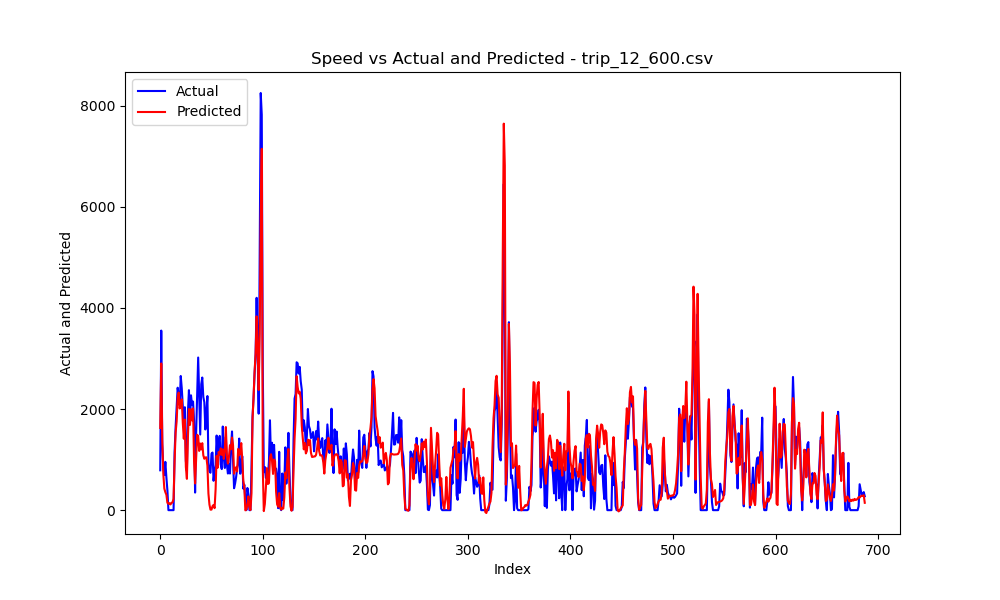 Speed vs Actual and Predicted - trip_12_600.csv
Actual
Predicted
8000
6000
4000
2000
0
Actual and Predicted
0 100 200 300 400 500 600 700
Index